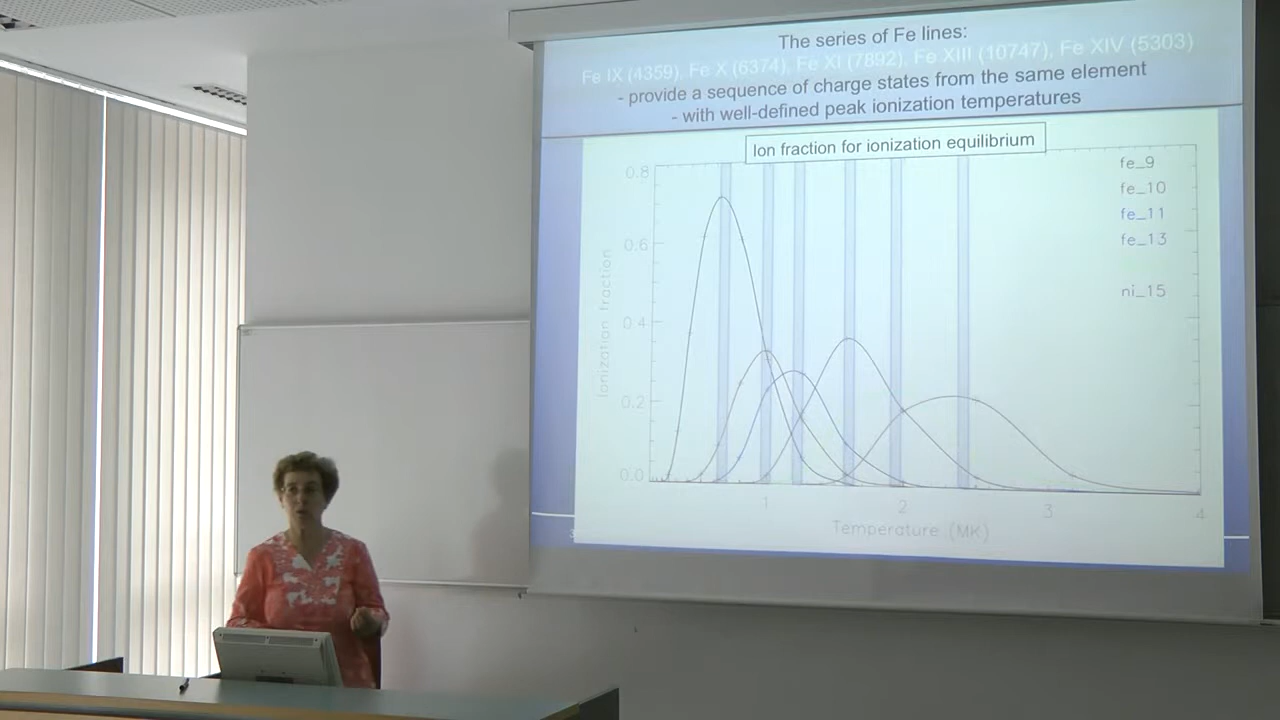 The series of Fe lines:
Fe IX (4359), Fe X (6374), Fe XI (7892), Fe XIII (10747), Fe XIV (5303)
- provide a sequence of charge states from the same element
- with well-defined peak ionization temperatures
Ion fraction for ionization equilibrium
fe_9
fe_10
fe_11
fe_13
ni_15
0.8
0.6
0.4
0.2
0.0
Ionization fraction
1 2 3 4
Temperature (MK)